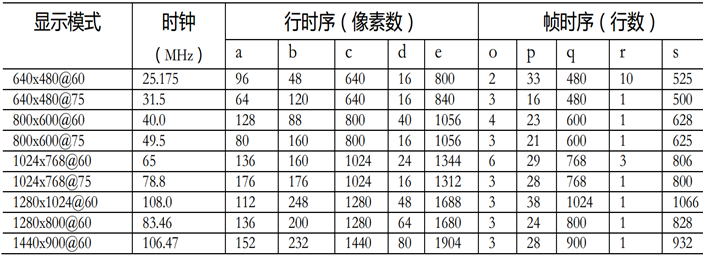 显示模式 时钟 行时序（像素数） 帧时序（行数）
（MHz） a b c d e o p q r s
640x480@60 25.175 96 48 640 16 800 2 33 480 10 525
640x480@75 31.5 64 120 640 16 840 3 16 480 1 500
800x600@60 40.0 128 88 800 40 1056 4 23 600 1 628
800x600@75 49.5 80 160 800 16 1056 3 21 600 1 625
1024x768@60 65 136 160 1024 24 1344 6 29 768 3 806
1024x768@75 78.8 176 176 1024 16 1312 3 28 768 1 800
1280x1024@60 108.0 112 248 1280 48 1688 3 38 1024 1 1066
1280x800@60 83.46 136 200 1280 64 1680 3 24 800 1 828
1440x900@60 106.47 152 232 1440 80 1904 3 28 900 1 932